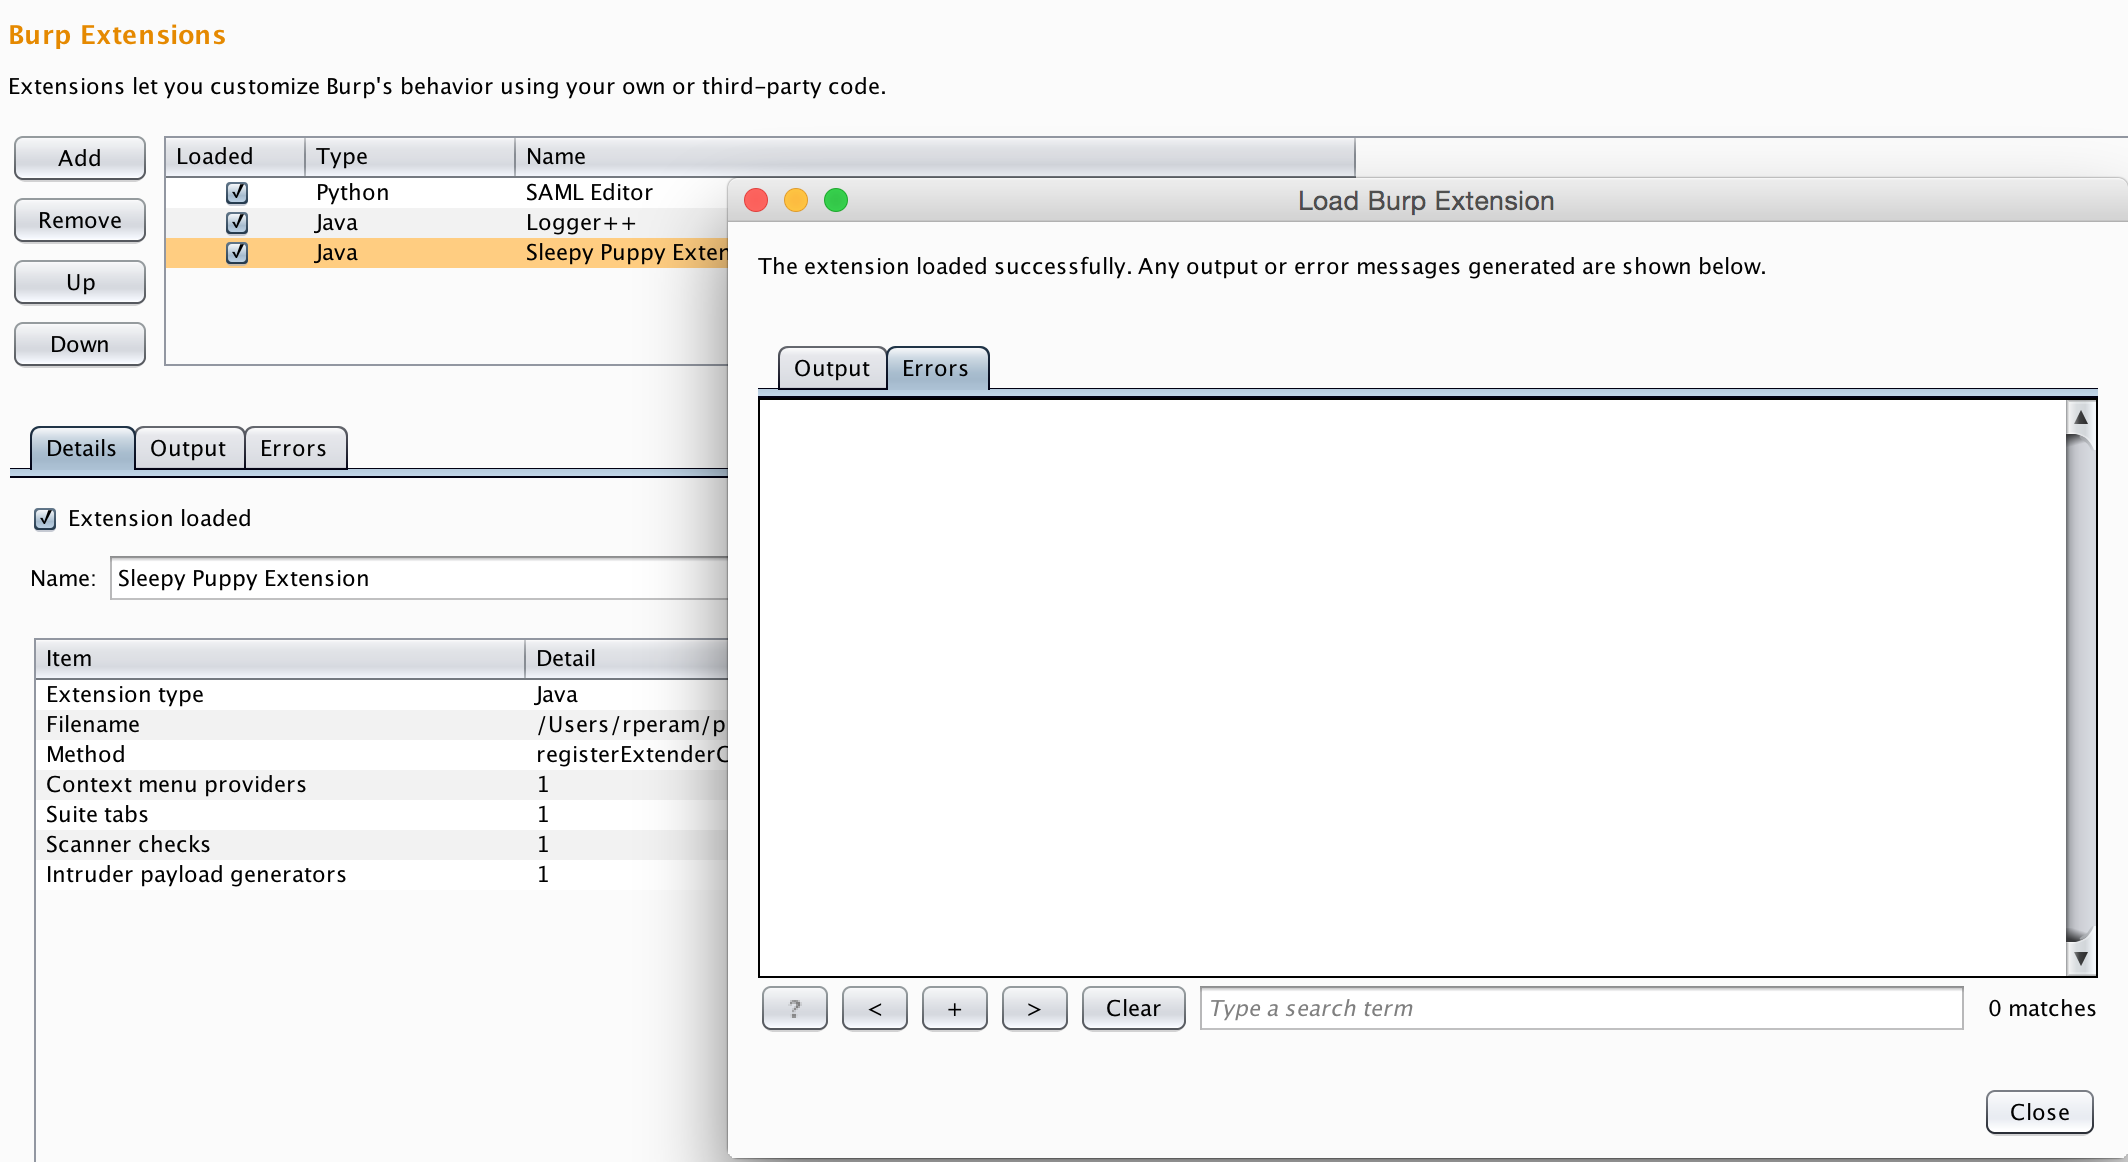 Burp Extensions
Extensions let you customize Burp's behavior using your own or third-party code.
Add
Remove
Up
Down
Loaded Type Name
Python SAML Editor
Java Logger++
Java Sleepy Puppy Exten
Details Output Errors
Extension loaded
Name: Sleepy Puppy Extension
Item Detail
Extension type Java
Filename /Users/rperam/p
Method registerExtenderC
Context menu providers 1
Suite tabs 1
Scanner checks 1
Intruder payload generators 1
Load Burp Extension
The extension loaded successfully. Any output or error messages generated are shown below.
Output Errors
? < + > Clear Type a search term 0 matches
Close